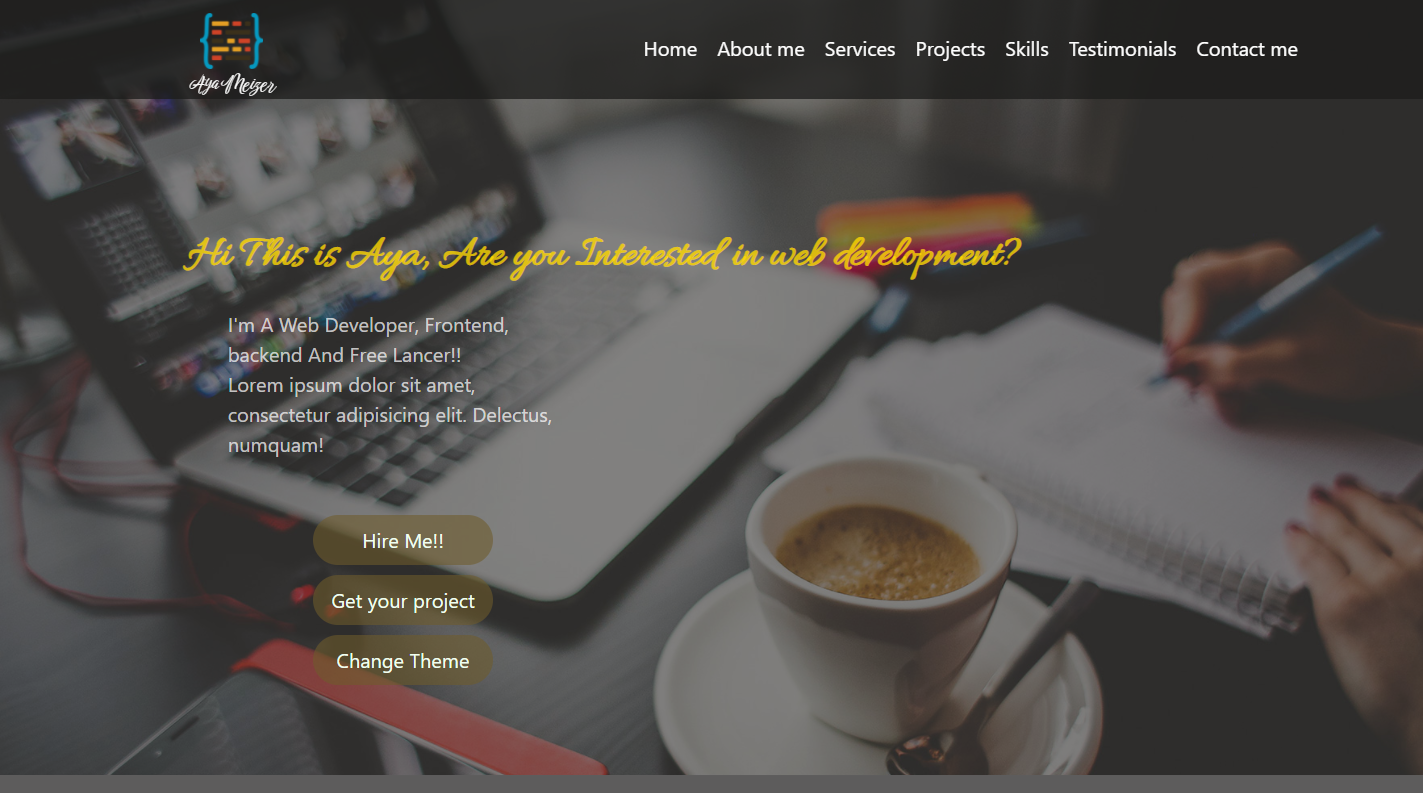 Aya Meizer
Home About me Services Projects Skills Testimonials Contact me
Hi This is Aya, Are you Interested in web development?
I'm A Web Developer, Frontend,
backend And Free Lancer!!
Lorem ipsum dolor sit amet,
consectetur adipisicing elit. Delectus,
numquam!
Hire Me!!
Get your project
Change Theme